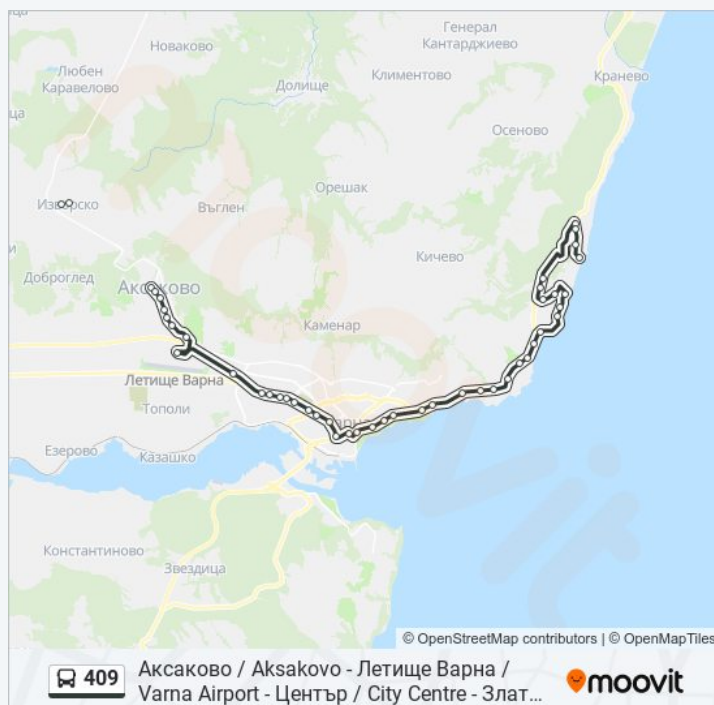 Генерал
Кантарджиево
Новаково
Любен
Каравелово
Долище
Климентово
Кранево
ца
Осеново
Орешак
Изворско
Въглен
и
Кичево
Доброглед
Аксаково
Каменар
Летище Варна
Тополи
Езерово
Казашко
Константиново
Звездица
© OpenStreetMap contributors | © OpenMapTiles
409
Аксаково / Aksakovo - Летище Варна /
Varna Airport - Център / City Centre - Злат...
moovit